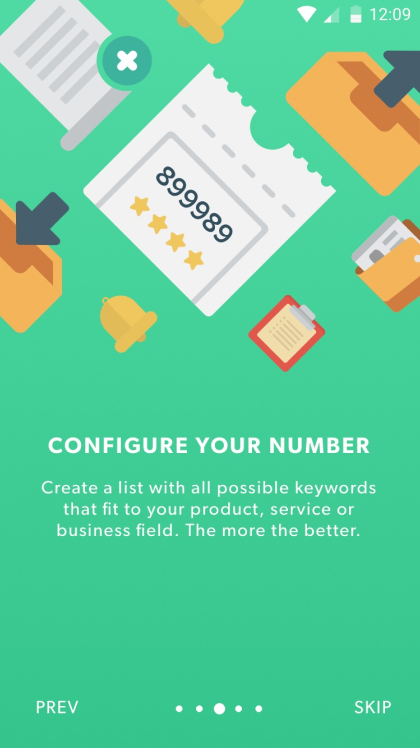 12:09
899989
CONFIGURE YOUR NUMBER
Create a list with all possible keywords
that fit to your product, service or
business field. The more the better.
PREV
SKIP